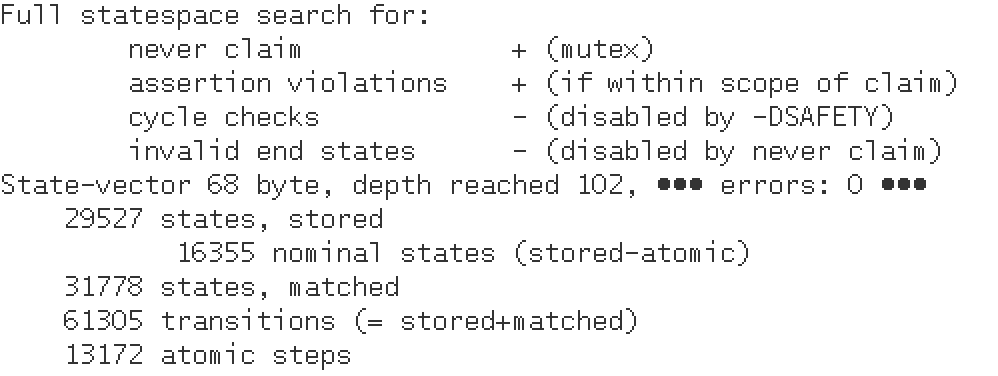 Full statespace search for:
never claim + (mutex)
assertion violations + (if within scope of claim)
cycle checks - (disabled by -DSAFETY)
invalid end states - (disabled by never claim)
State-vector 68 byte, depth reached 102, ●●● errors: 0 ●●●
29527 states, stored
16355 nominal states (stored-atomic)
31778 states, matched
61305 transitions (= stored+matched)
13172 atomic steps